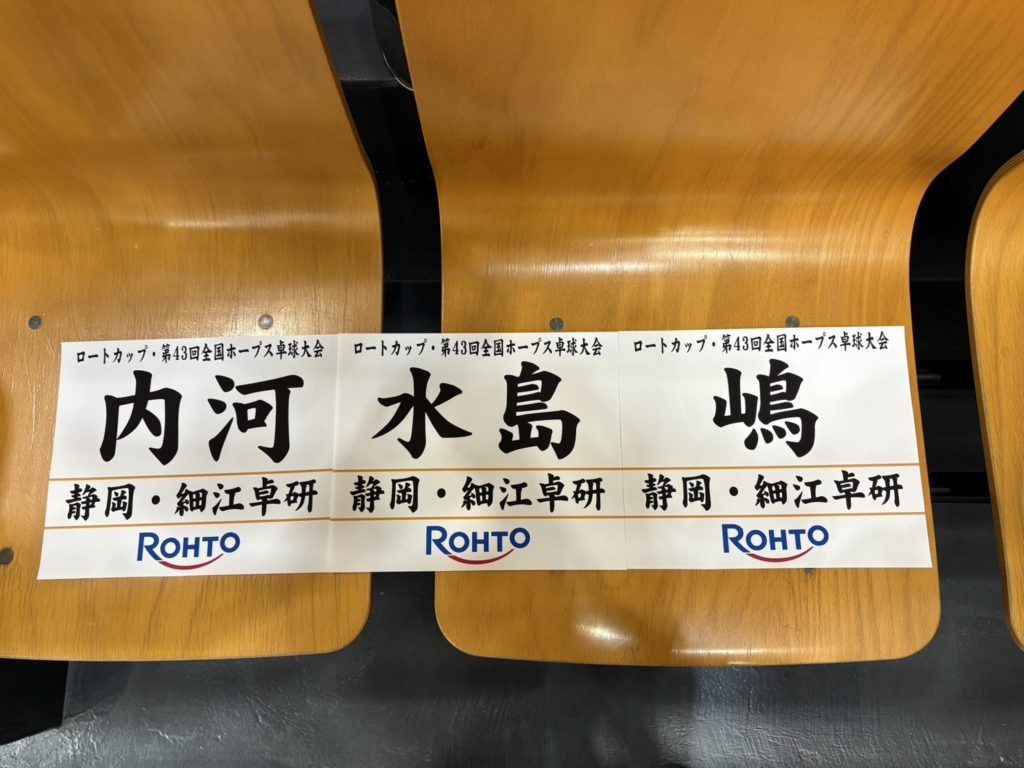 ロートカップ・第43回全国ホープス卓球大会
内河
静岡・細江卓研
ROHTO
ロートカップ・第43回全国ホープス卓球大会
水島
静岡・細江卓研
ROHTO
ロートカップ・第43回全国ホープス卓球大会
嶋
静岡・細江卓研
ROHTO